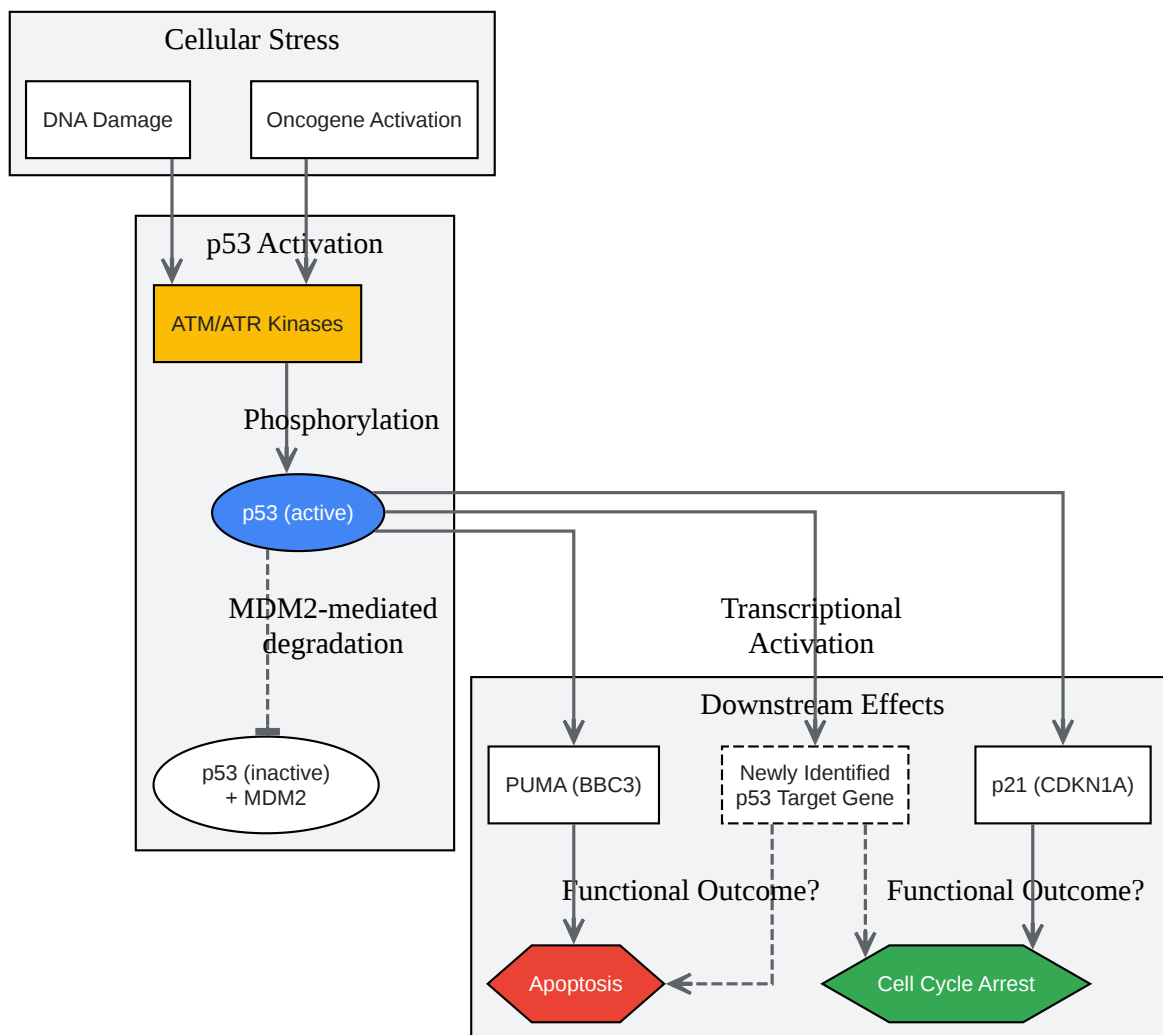 Cellular Stress
DNA Damage
Oncogene Activation
p53 Activation
ATM/ATR Kinases
Phosphorylation
p53 (active)
MDM2-mediated
degradation
Transcriptional
Activation
Downstream Effects
p53 (inactive)
+ MDM2
PUMA (BBC3)
Newly Identified
p53 Target Gene
p21 (CDKN1A)
Functional Outcome?
Functional Outcome?
Apoptosis
Cell Cycle Arrest